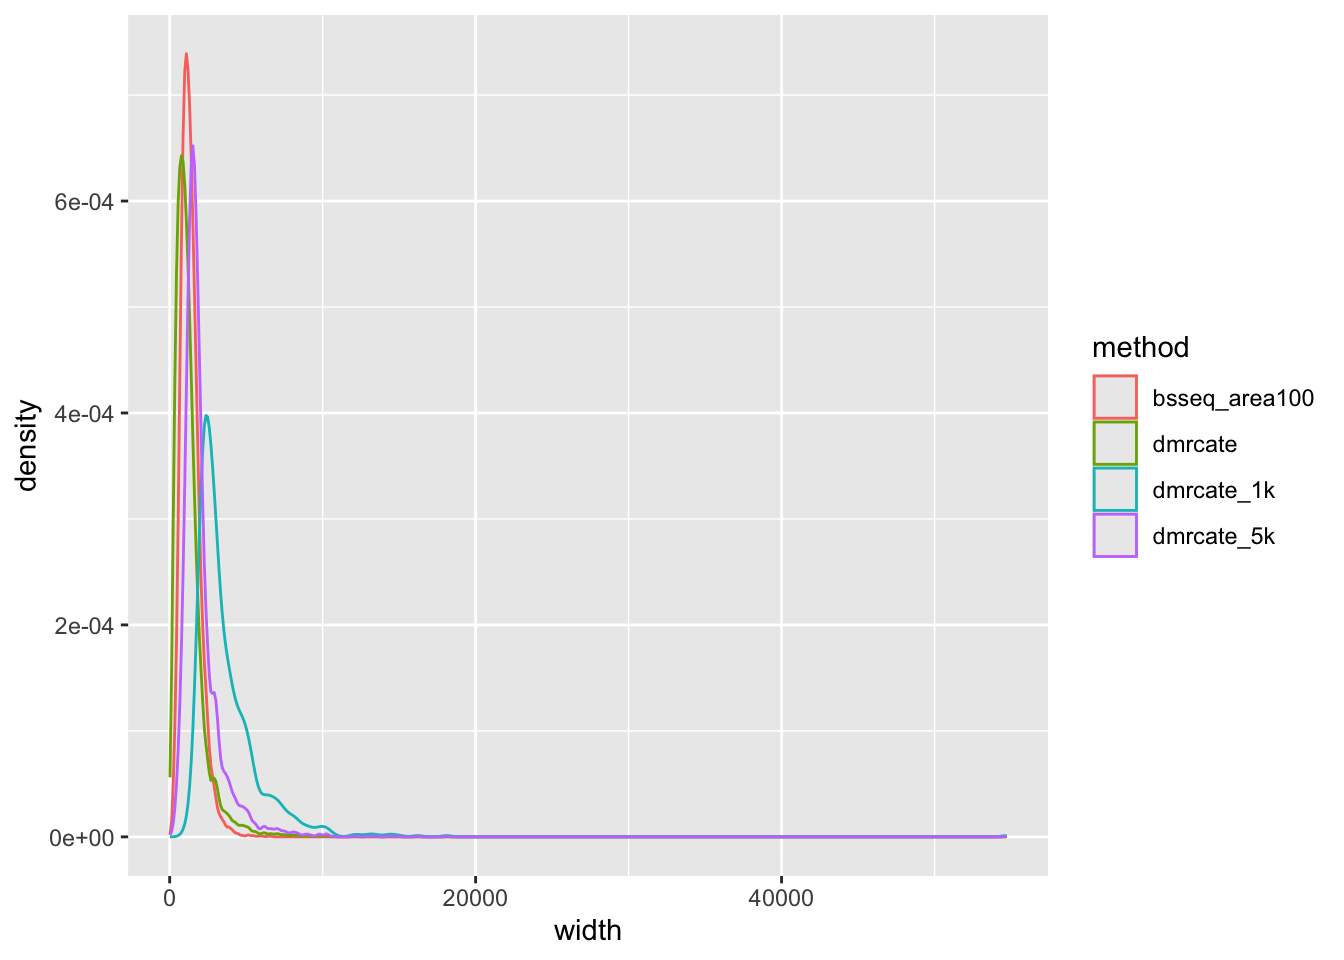 density
6e-04
4e-04
2e-04
0e+00
0
20000
40000
width
method
bsseq_area100
dmrcate
dmrcate_1k
dmrcate_5k